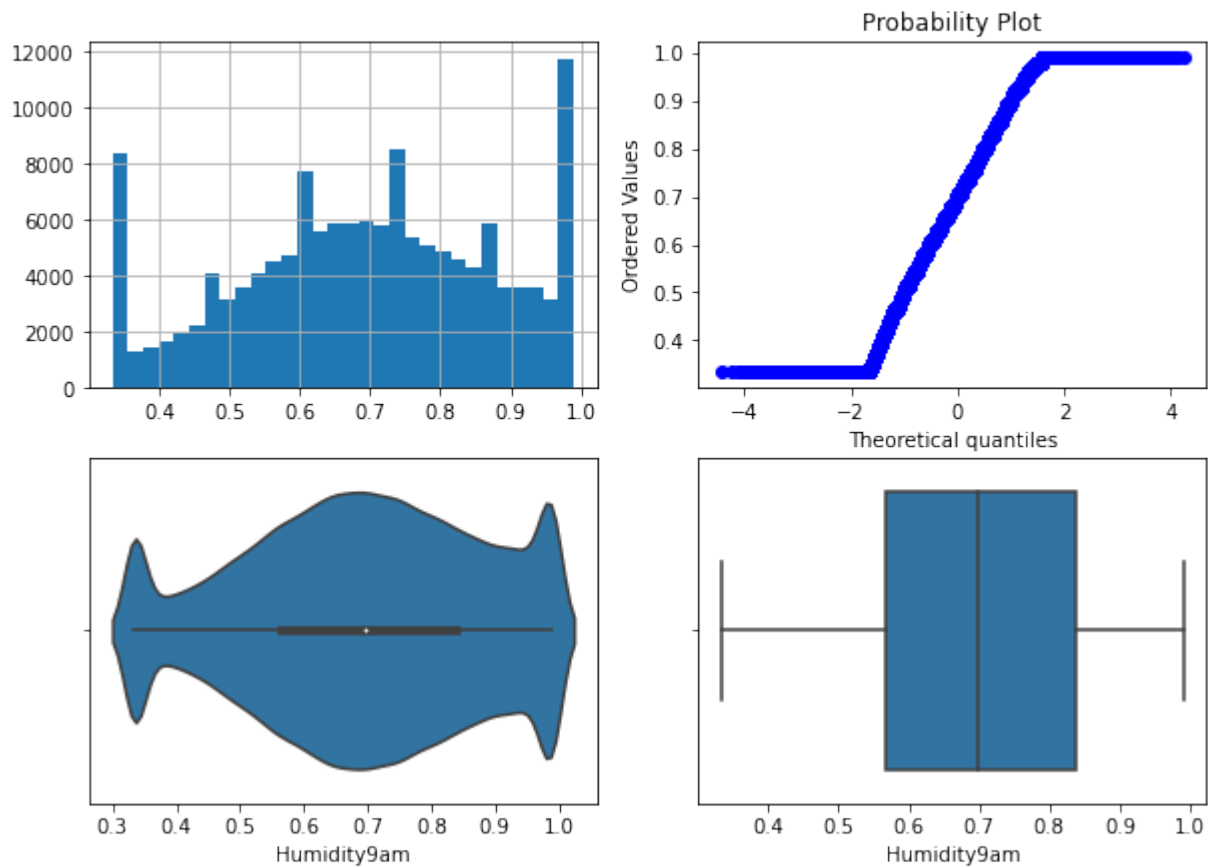 Probability Plot
12000
10000
8000
6000
4000
2000
0
0.4 0.5 0.6 0.7 0.8 0.9 1.0
Ordered Values
1.0
0.9
0.8
0.7
0.6
0.5
0.4
−4 −2 0 2 4
Theoretical quantiles
0.3 0.4 0.5 0.6 0.7 0.8 0.9 1.0
Humidity9am
0.4 0.5 0.6 0.7 0.8 0.9 1.0
Humidity9am